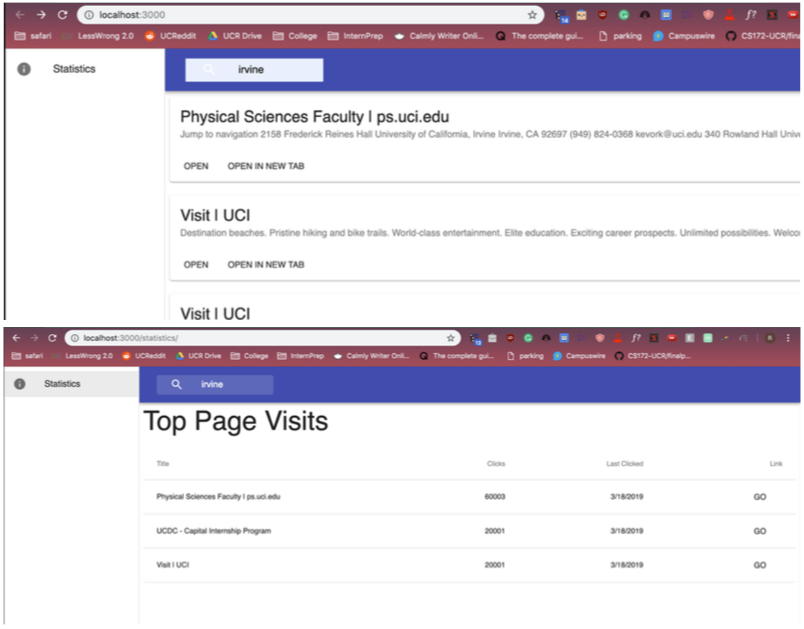 localhost:3000
14
f?
safari LessWrong 2.0 UCReddit UCR Drive College InternPrep Calmly Writer Onli... The complete gui... parking Campuswire CS172-UCR/fina
Statistics
irvine
Physical Sciences Faculty | ps.uci.edu
Jump to navigation 2158 Frederick Reines Hall University of California, Irvine Irvine, CA 92697 (949) 824-0368 kevork@uci.edu 340 Rowland Hall Unive
OPEN OPEN IN NEW TAB
Visit | UCI
Destination beaches. Pristine hiking and bike trails. World-class entertainment. Elite education. Exciting career prospects. Unlimited possibilities. Welco
OPEN OPEN IN NEW TAB
Visit | UCI
localhost:3000/statistics/
f?
safari LessWrong 2.0 UCReddit UCR Drive College InternPrep Calmly Writer Onli... The complete gui... parking Campuswire CS172-UCR/finalp...
Statistics
irvine
Top Page Visits
Title Clicks Last Clicked Link
Physical Sciences Faculty | ps.uci.edu 60003 3/18/2019 GO
UCDC - Capital Internship Program 20001 3/18/2019 GO
Visit | UCI 20001 3/18/2019 GO